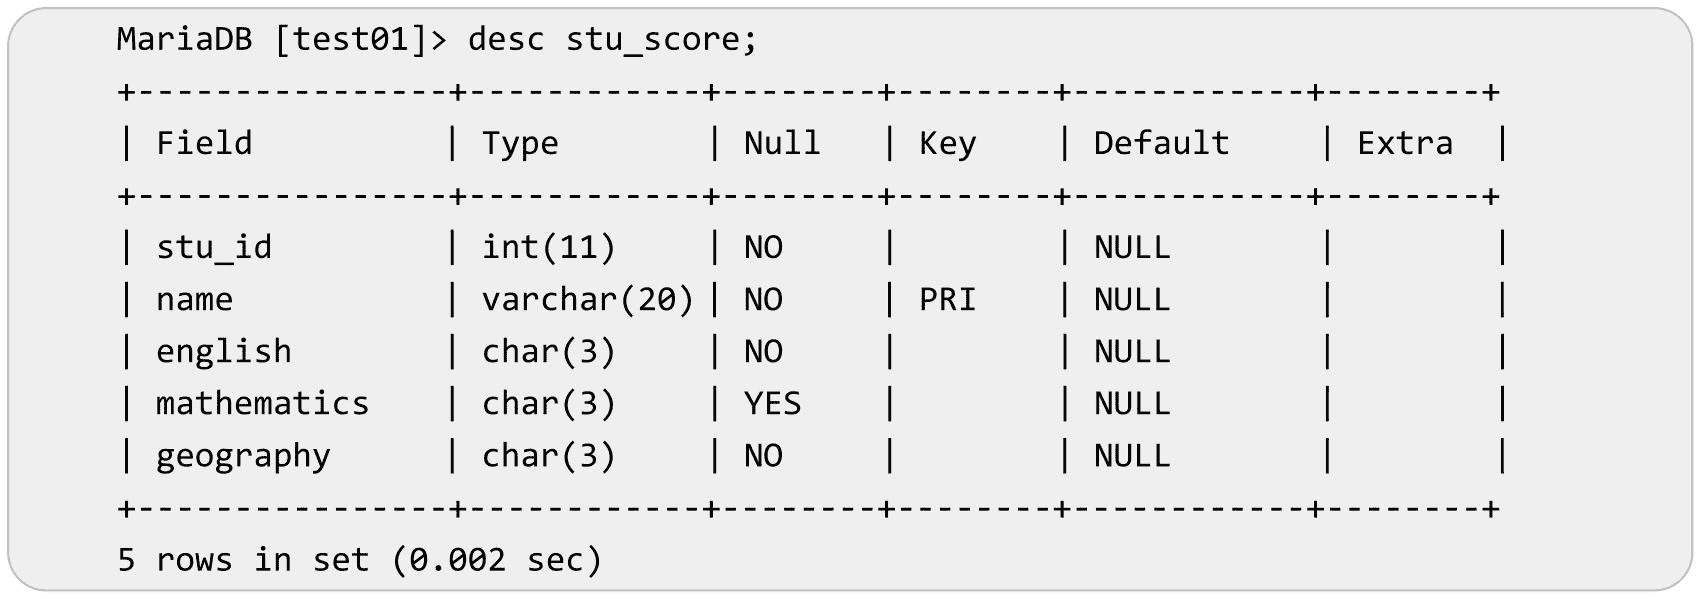 MariaDB [test01]> desc stu_score;
+----------------+------------+--------+--------+------------+--------+
| Field | Type | Null | Key | Default | Extra |
+----------------+------------+--------+--------+------------+--------+
| stu_id | int(11) | NO | | NULL | |
| name | varchar(20) | NO | PRI | NULL | |
| english | char(3) | NO | | NULL | |
| mathematics | char(3) | YES | | NULL | |
| geography | char(3) | NO | | NULL | |
+----------------+------------+--------+--------+------------+--------+
5 rows in set (0.002 sec)